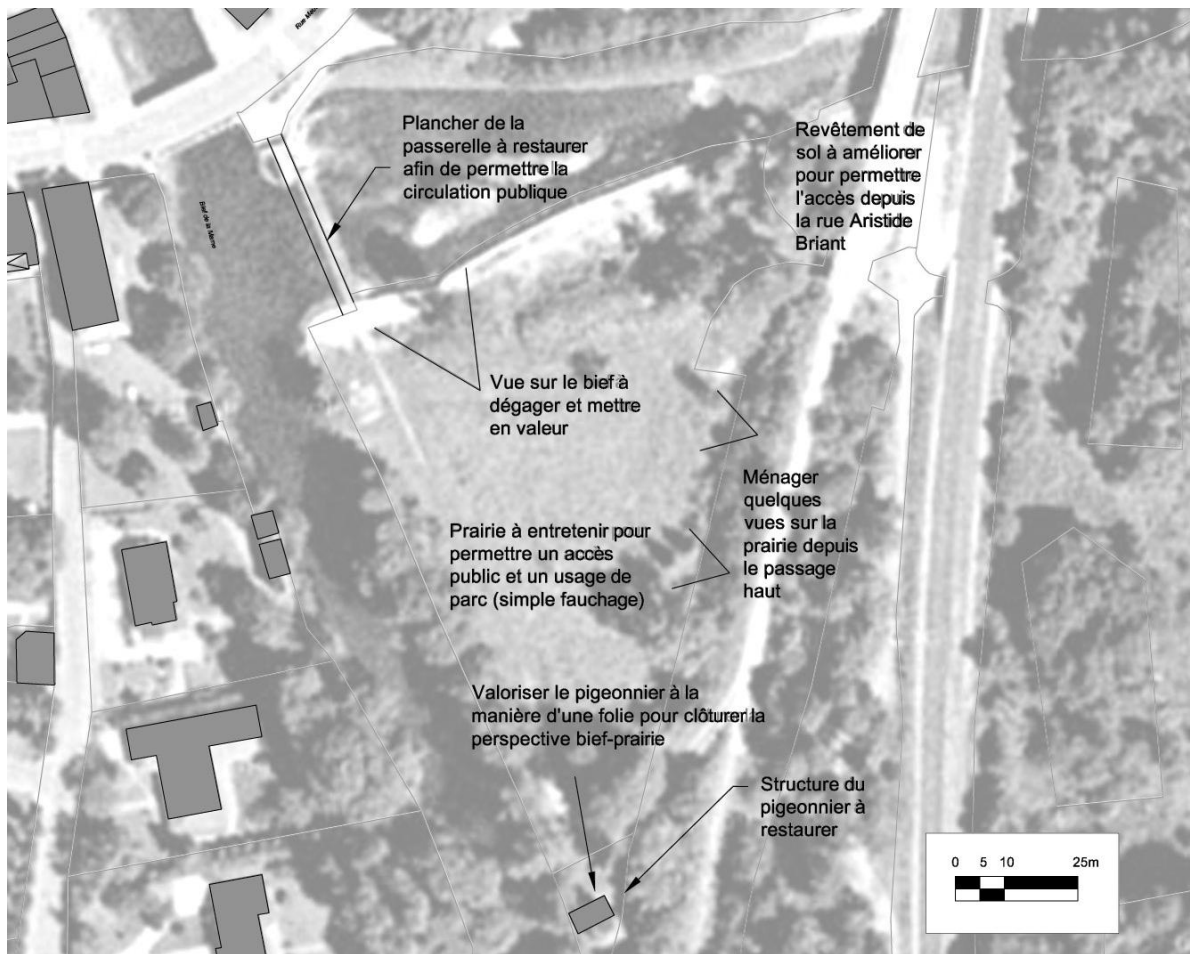 Plancher de la
passerelle à restaurer
afin de permettre la
circulation publique
Revêtement de
sol à améliorer
pour permettre
l'accès depuis
la rue Aristide
Briant
Bief de la Marne
Vue sur le bief à
dégager et mettre
en valeur
Ménager
quelques
vues sur la
prairie depuis
le passage
haut
Prairie à entretenir pour
permettre un accès
public et un usage de
parc (simple fauchage)
Valoriser le pigeonnier à la
manière d'une folie pour clôturer la
perspective bief-prairie
Structure du
pigeonnier à
restaurer
0 5 10 25m